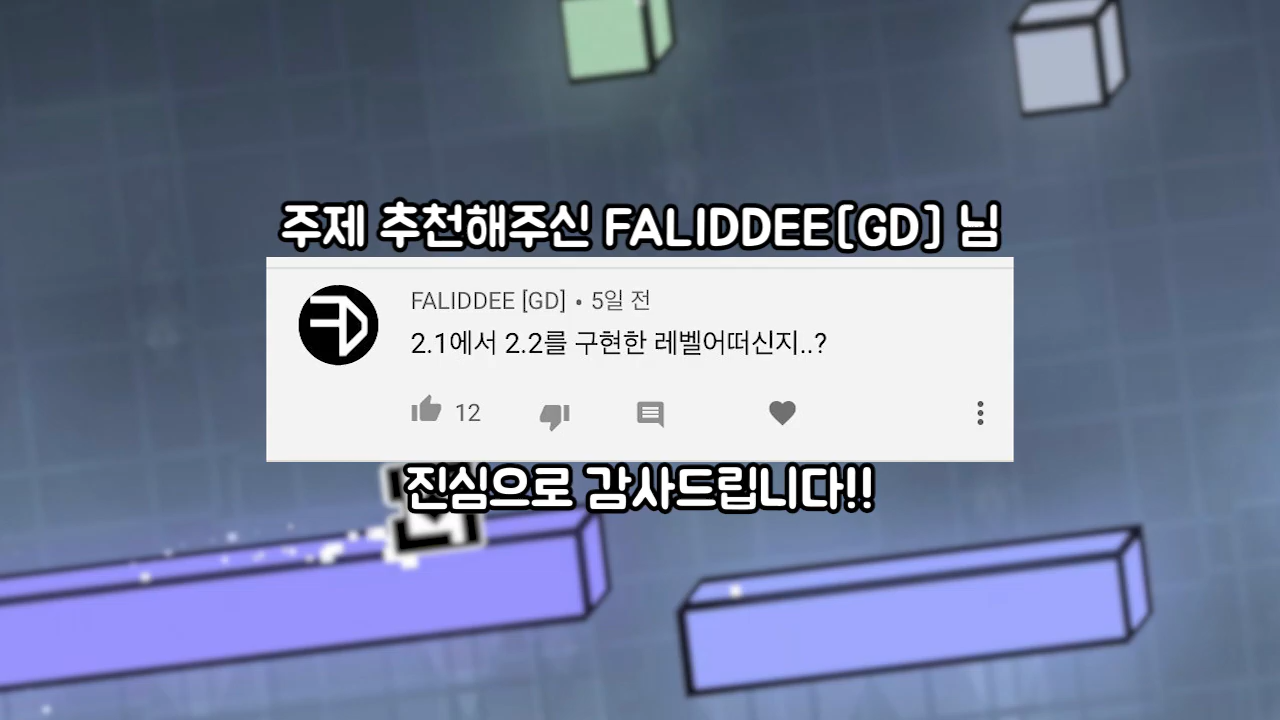 주제 추천해주신 FALIDDEE[GD] 님
FALIDDEE [GD] • 5일 전
2.1에서 2.2를 구현한 레벨어떠신지..?
12
진심으로 감사드립니다!!